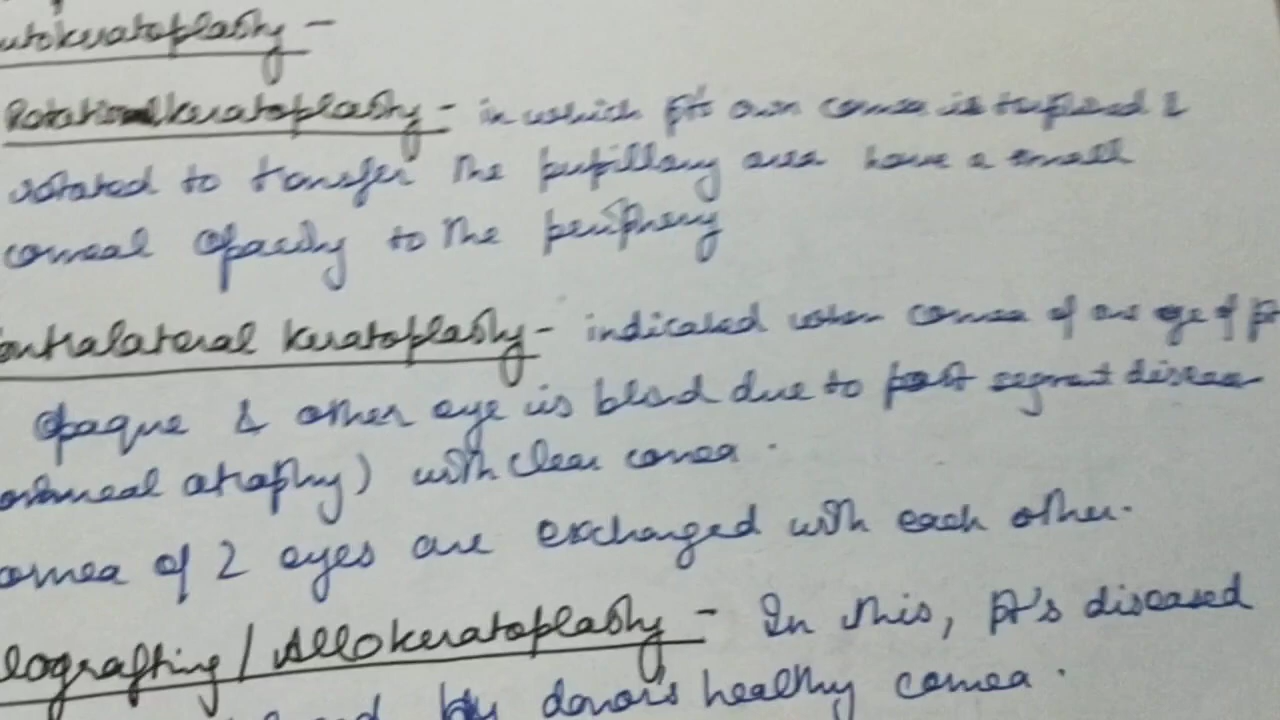 utokeratoplasty -
Rotational keratoplasty - in which pt's own cornea is &
rotated to transfer the pupillary area have a small
corneal opacity to the periphery
ontralateral keratoplasty - indicated when cornea of one eye of pt
opaque & other eye is blind due to post segment disease
atrophy) with clear cornea.
ornea of 2 eyes are exchanged with each other.
lografting / Allokeratoplasty - In this, pt's diseased
by donor's healthy cornea.